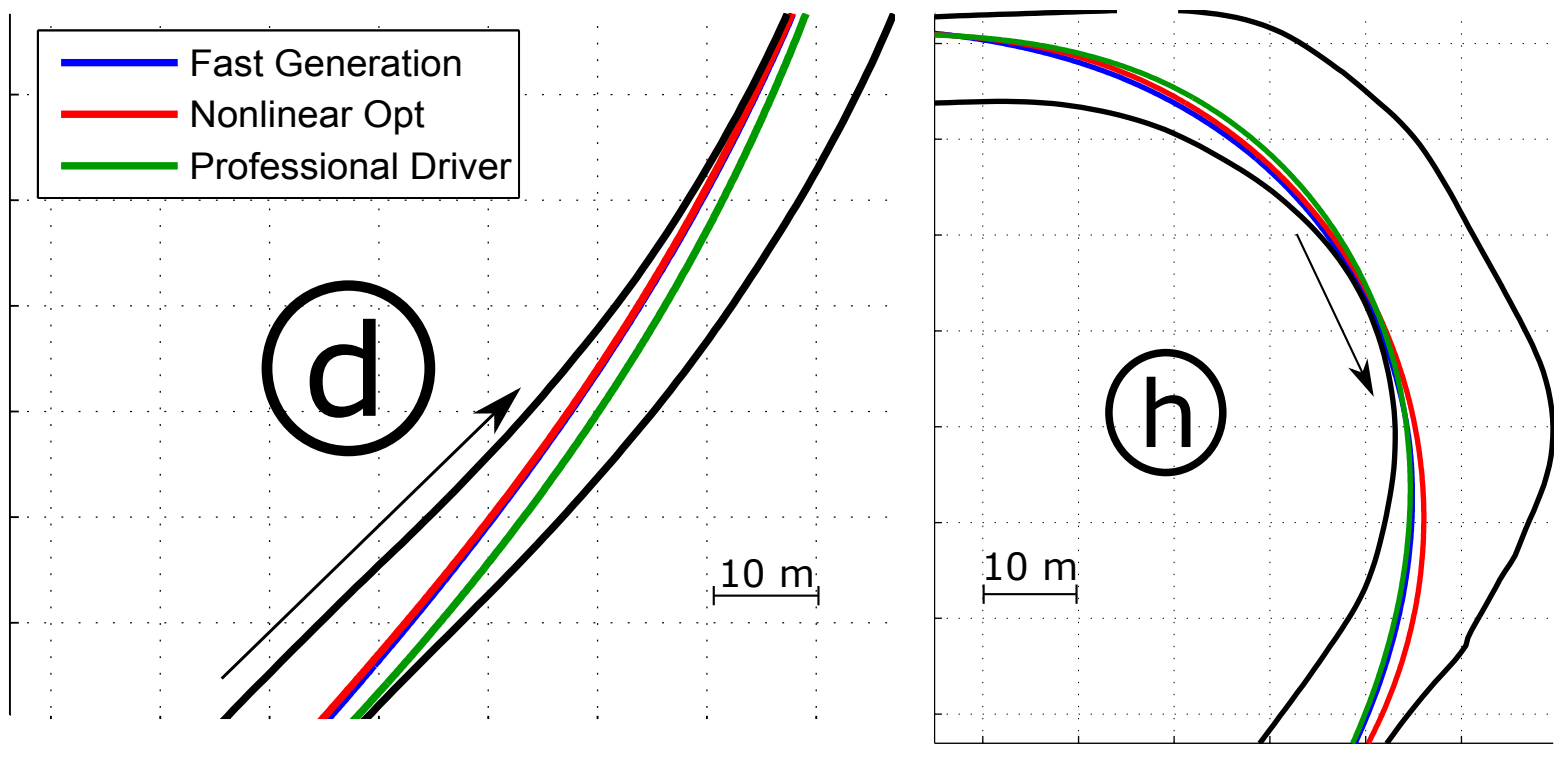 Fast Generation
Nonlinear Opt
Professional Driver
d
10 m
h
10 m